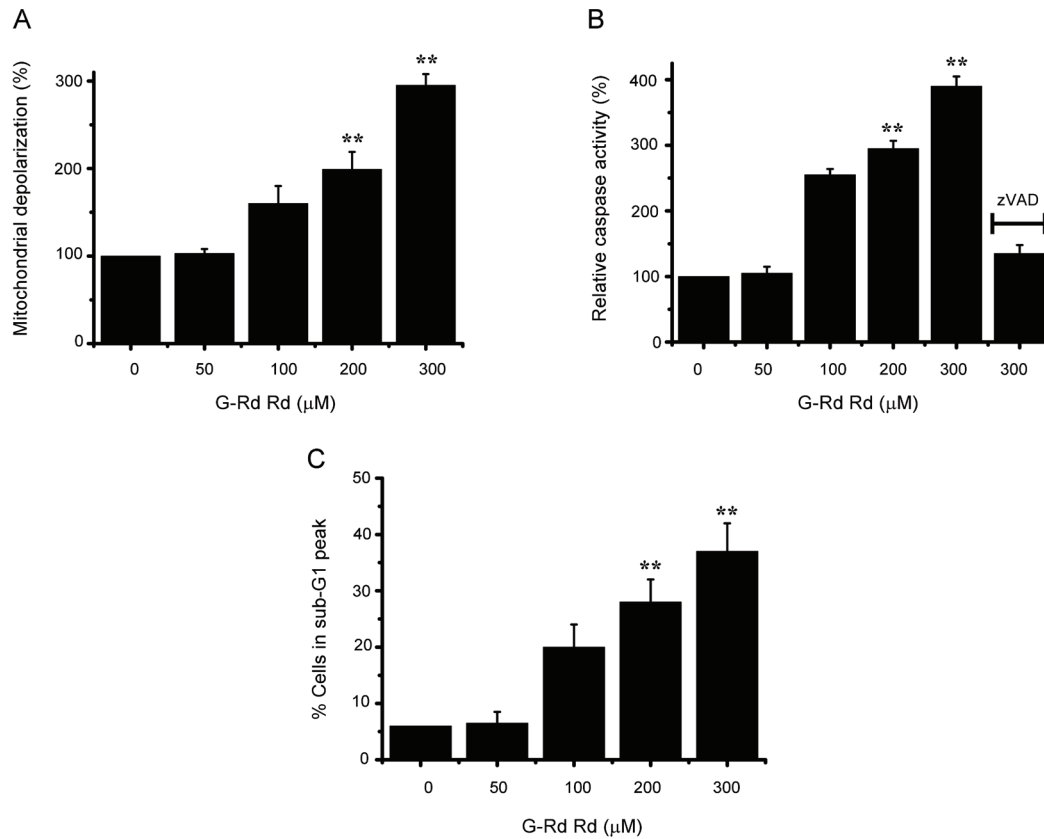 A
Mitochondrial depolarization (%)
300
200
100
0
**
**
0 50 100 200 300
G-Rd Rd (μM)
B
Relative caspase activity (%)
400
300
200
100
0
**
**
zVAD
0 50 100 200 300 300
G-Rd Rd (μM)
C
% Cells in sub-G1 peak
50
40
30
20
10
0
**
**
0 50 100 200 300
G-Rd Rd (μM)